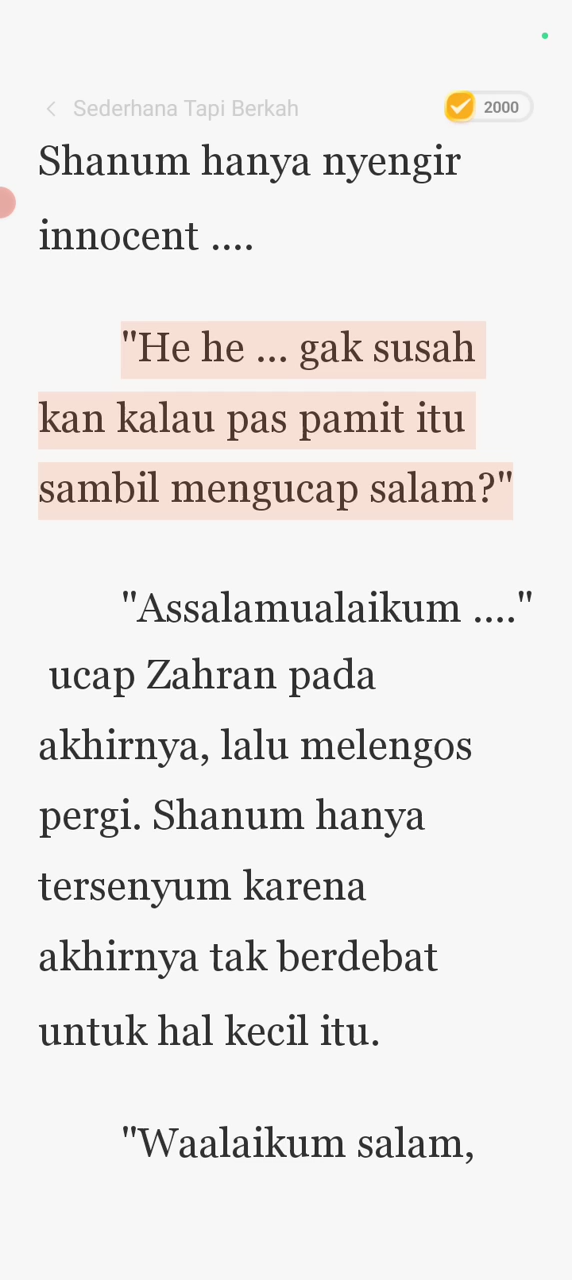 Sederhana Tapi Berkah
2000
Shanum hanya nyengir
innocent ....
"He he ... gak susah
kan kalau pas pamit itu
sambil mengucap salam?"
"Assalamualaikum ...."
ucap Zahran pada
akhirnya, lalu melengos
pergi. Shanum hanya
tersenyum karena
akhirnya tak berdebat
untuk hal kecil itu.
"Waalaikum salam,